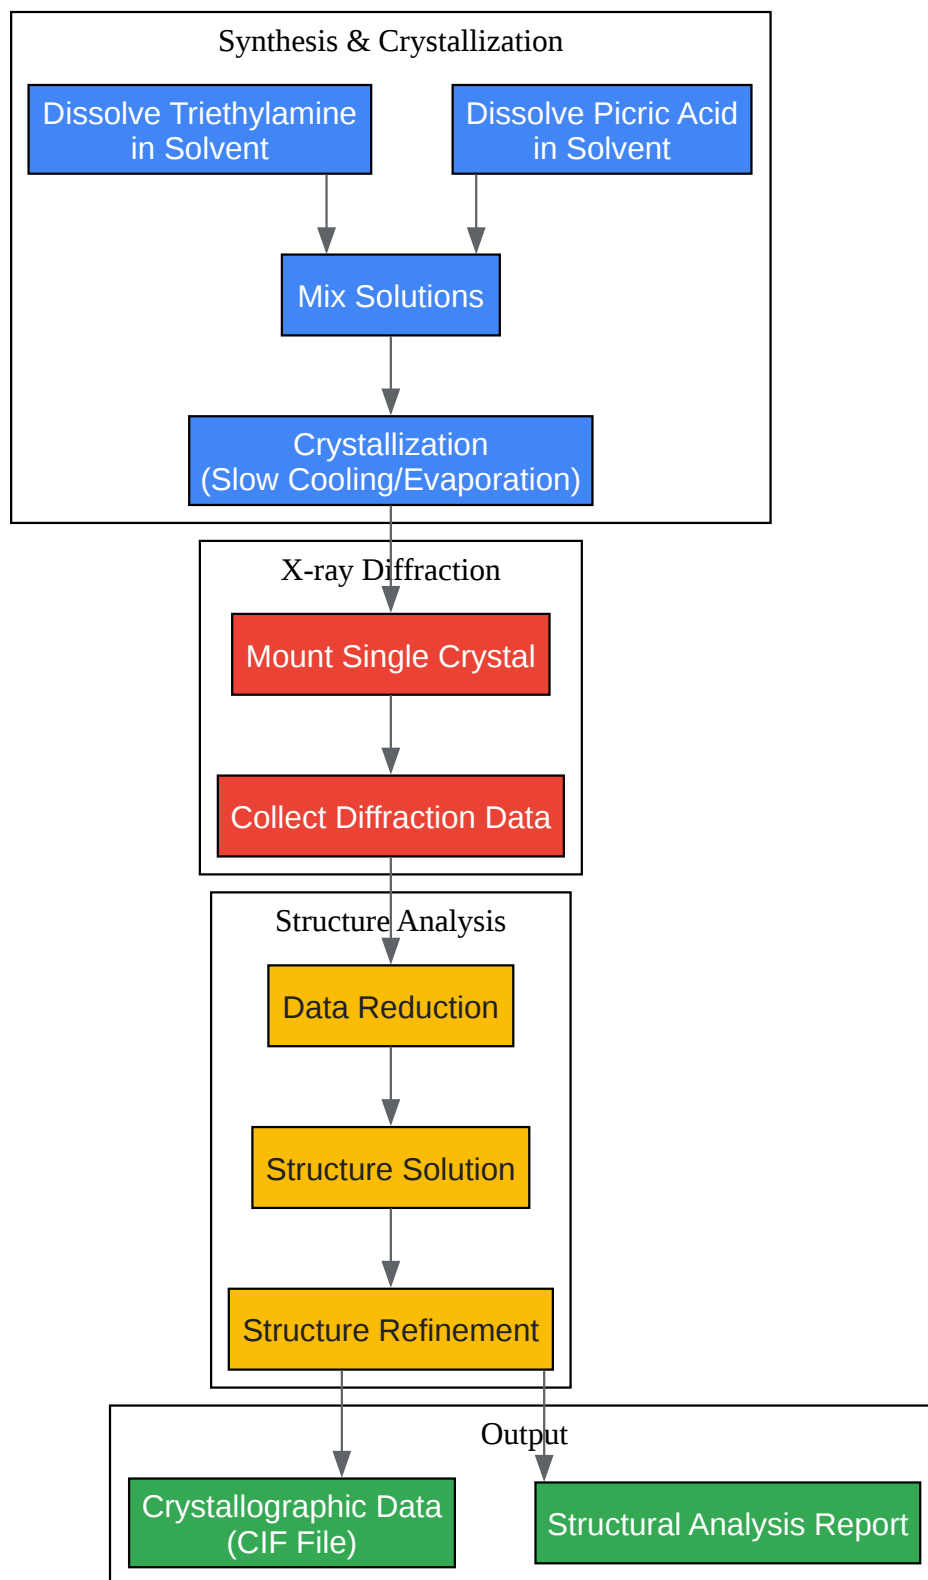 Synthesis & Crystallization
Dissolve Triethylamine
in Solvent
Dissolve Picric Acid
in Solvent
Mix Solutions
Crystallization
(Slow Cooling/Evaporation)
X-ray Diffraction
Mount Single Crystal
Collect Diffraction Data
Structure Analysis
Data Reduction
Structure Solution
Structure Refinement
Output
Crystallographic Data
(CIF File)
Structural Analysis Report